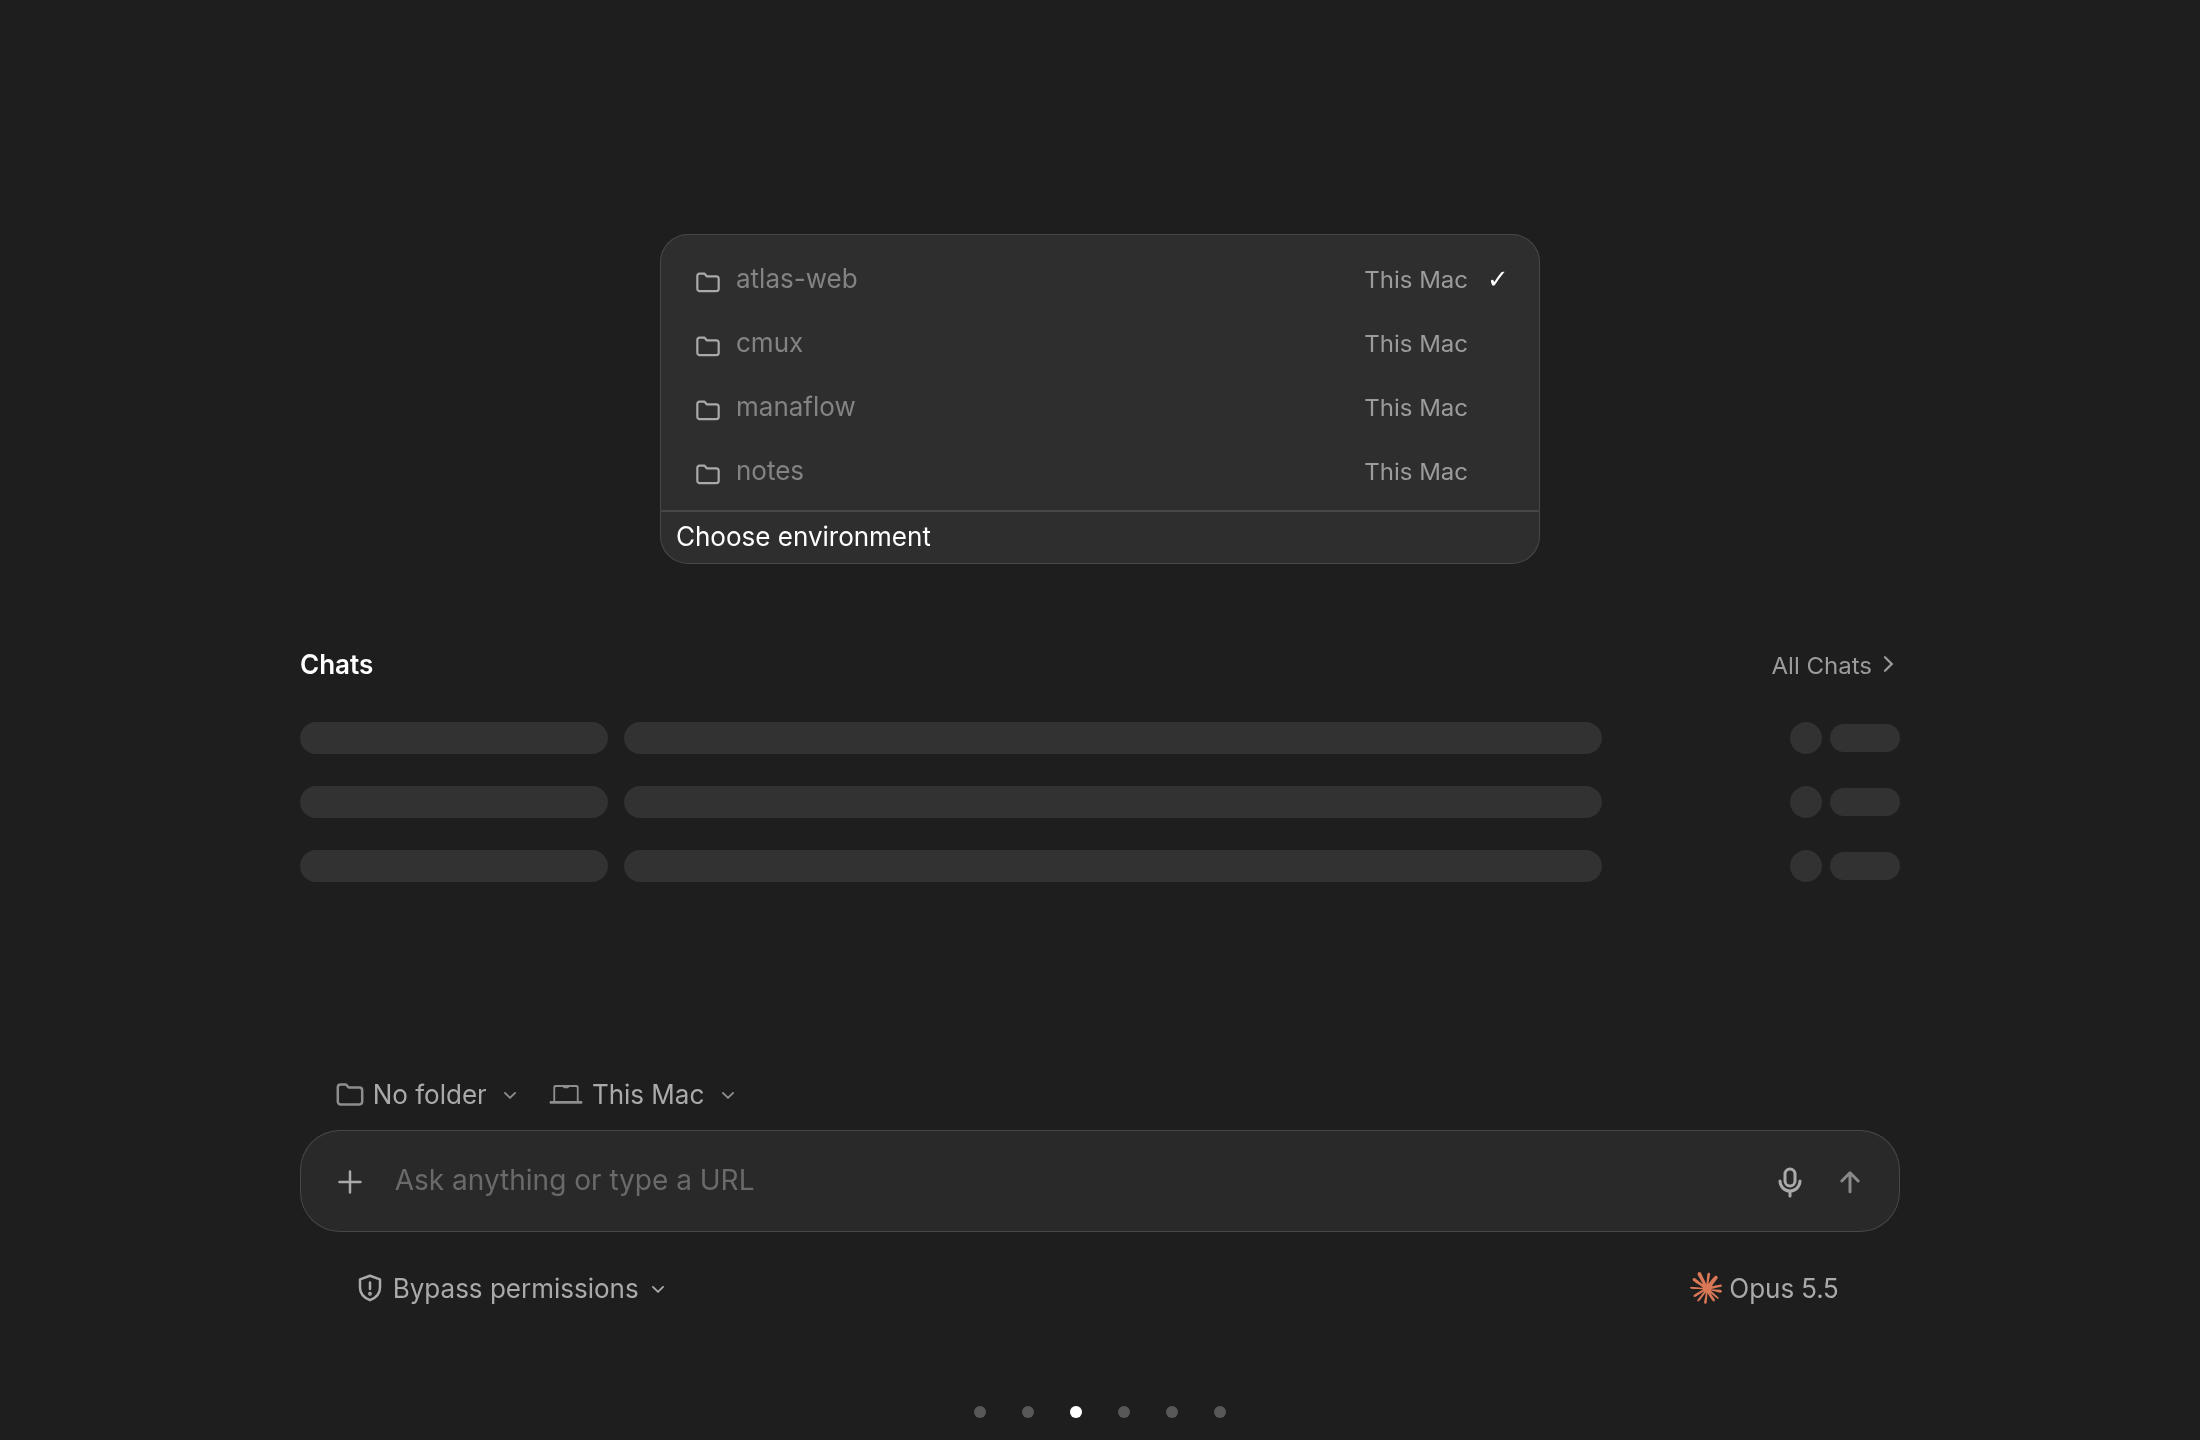 atlas-web This Mac ✓
cmux This Mac
manaflow This Mac
notes This Mac
Choose environment
Chats All Chats
No folder This Mac
Ask anything or type a URL
Bypass permissions Opus 5.5